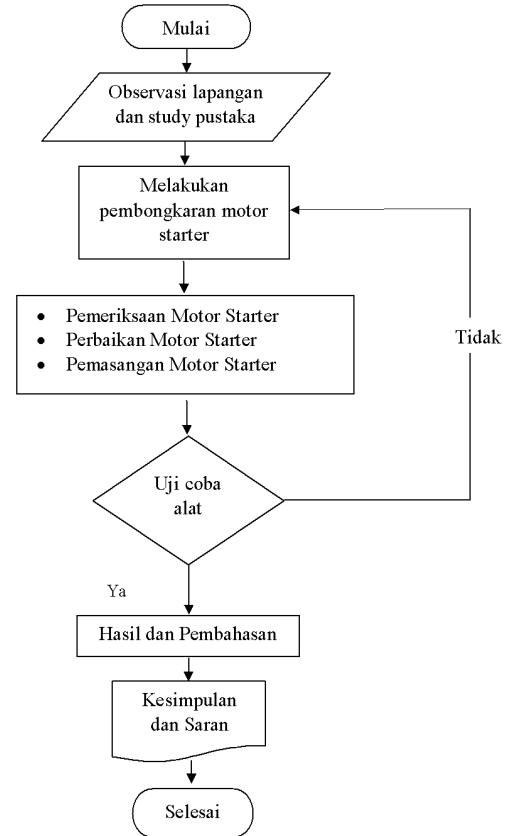 Mulai
Observasi lapangan
dan study pustaka
Melakukan
pembongkaran motor
starter
• Pemeriksaan Motor Starter
• Perbaikan Motor Starter
• Pemasangan Motor Starter
Tidak
Uji coba
alat
Ya
Hasil dan Pembahasan
Kesimpulan
dan Saran
Selesai